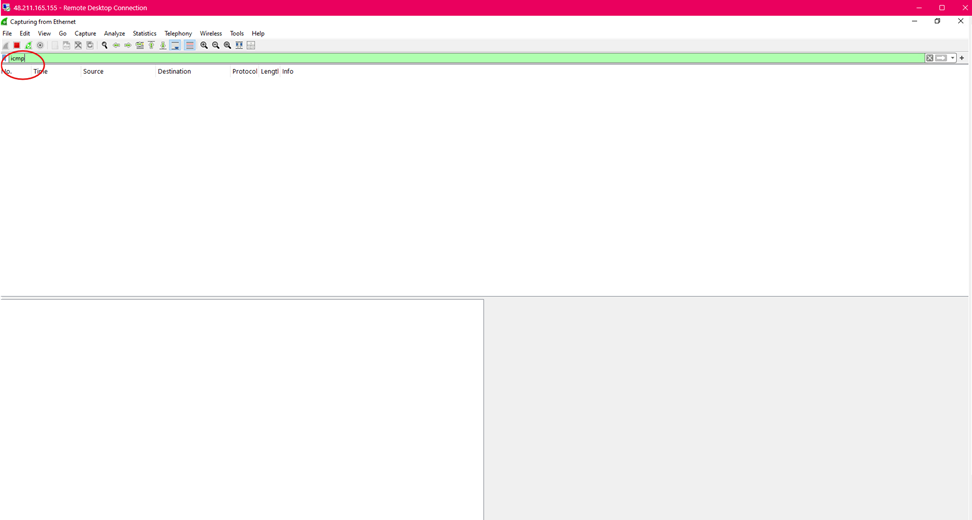 48.211.165.155 - Remote Desktop Connection
Capturing from Ethernet
File Edit View Go Capture Analyze Statistics Telephony Wireless Tools Help
icmp
No. Time Source Destination Protocol Lengtl Info